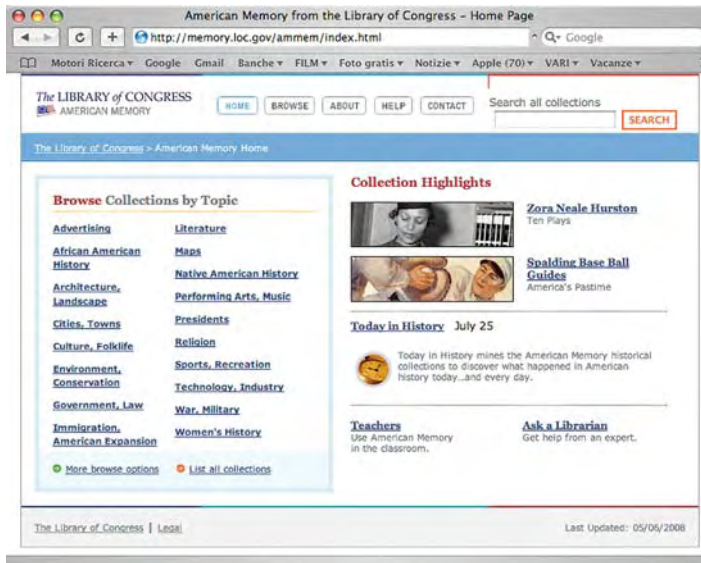 American Memory from the Library of Congress – Home Page
http://memory.loc.gov/ammem/index.html
Google
Motori Ricerca Google Gmail Banche FILM Foto gratis Notizie Apple (70) VARI Vacanze
The LIBRARY of CONGRESS
AMERICAN MEMORY
HOME BROWSE ABOUT HELP CONTACT
Search all collections
SEARCH
The Library of Congress > American Memory Home
Browse Collections by Topic
Advertising
African American
History
Architecture,
Landscape
Cities, Towns
Culture, Folklife
Environment,
Conservation
Government, Law
Immigration,
American Expansion
Literature
Maps
Native American History
Performing Arts, Music
Presidents
Religion
Sports, Recreation
Technology, Industry
War, Military
Women's History
More browse options
List all collections
Collection Highlights
Zora Neale Hurston
Ten Plays
Spalding Base Ball
Guides
America's Pastime
Today in History July 25
Today in History mines the American Memory historical
collections to discover what happened in American
history today...and every day.
Teachers
Use American Memory
in the classroom.
Ask a Librarian
Get help from an expert.
The Library of Congress | Legal
Last Updated: 05/06/2008